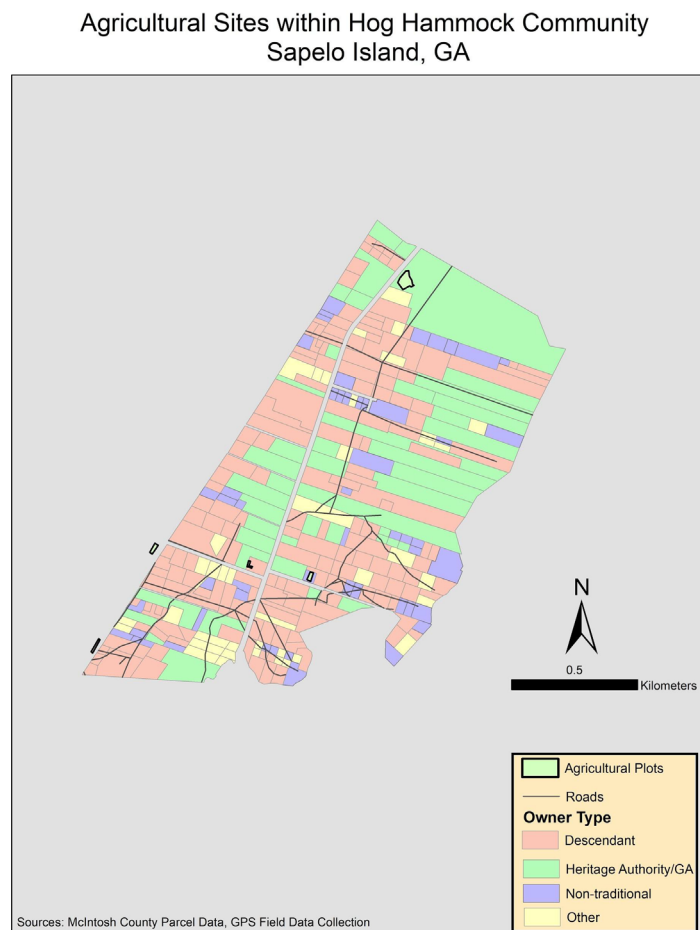 Agricultural Sites within Hog Hammock Community
Sapelo Island, GA
N
0.5
Kilometers
Agricultural Plots
Roads
Owner Type
Descendant
Heritage Authority/GA
Non-traditional
Other
Sources: McIntosh County Parcel Data, GPS Field Data Collection